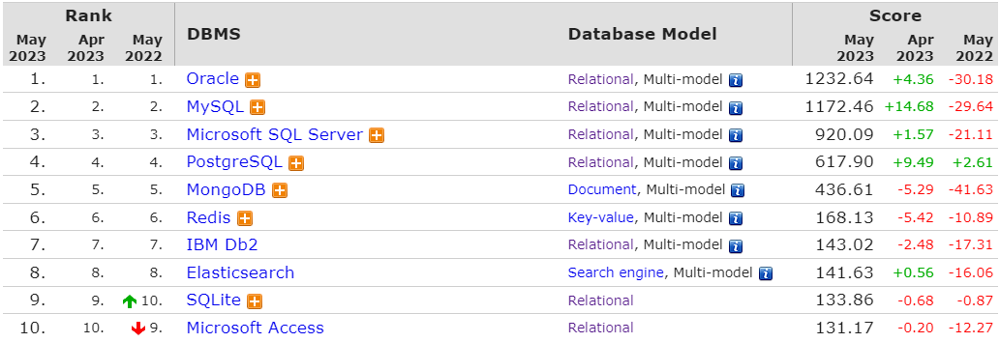 Rank Score
DBMS Database Model
May Apr May May Apr May
2023 2023 2022 2023 2023 2022
1. 1. 1. Oracle Relational, Multi-model 1232.64 +4.36 -30.18
2. 2. 2. MySQL Relational, Multi-model 1172.46 +14.68 -29.64
3. 3. 3. Microsoft SQL Server Relational, Multi-model 920.09 +1.57 -21.11
4. 4. 4. PostgreSQL Relational, Multi-model 617.90 +9.49 +2.61
5. 5. 5. MongoDB Document, Multi-model 436.61 -5.29 -41.63
6. 6. 6. Redis Key-value, Multi-model 168.13 -5.42 -10.89
7. 7. 7. IBM Db2 Relational, Multi-model 143.02 -2.48 -17.31
8. 8. 8. Elasticsearch Search engine, Multi-model 141.63 +0.56 -16.06
9. 9. 10. SQLite Relational 133.86 -0.68 -0.87
10. 10. 9. Microsoft Access Relational 131.17 -0.20 -12.27